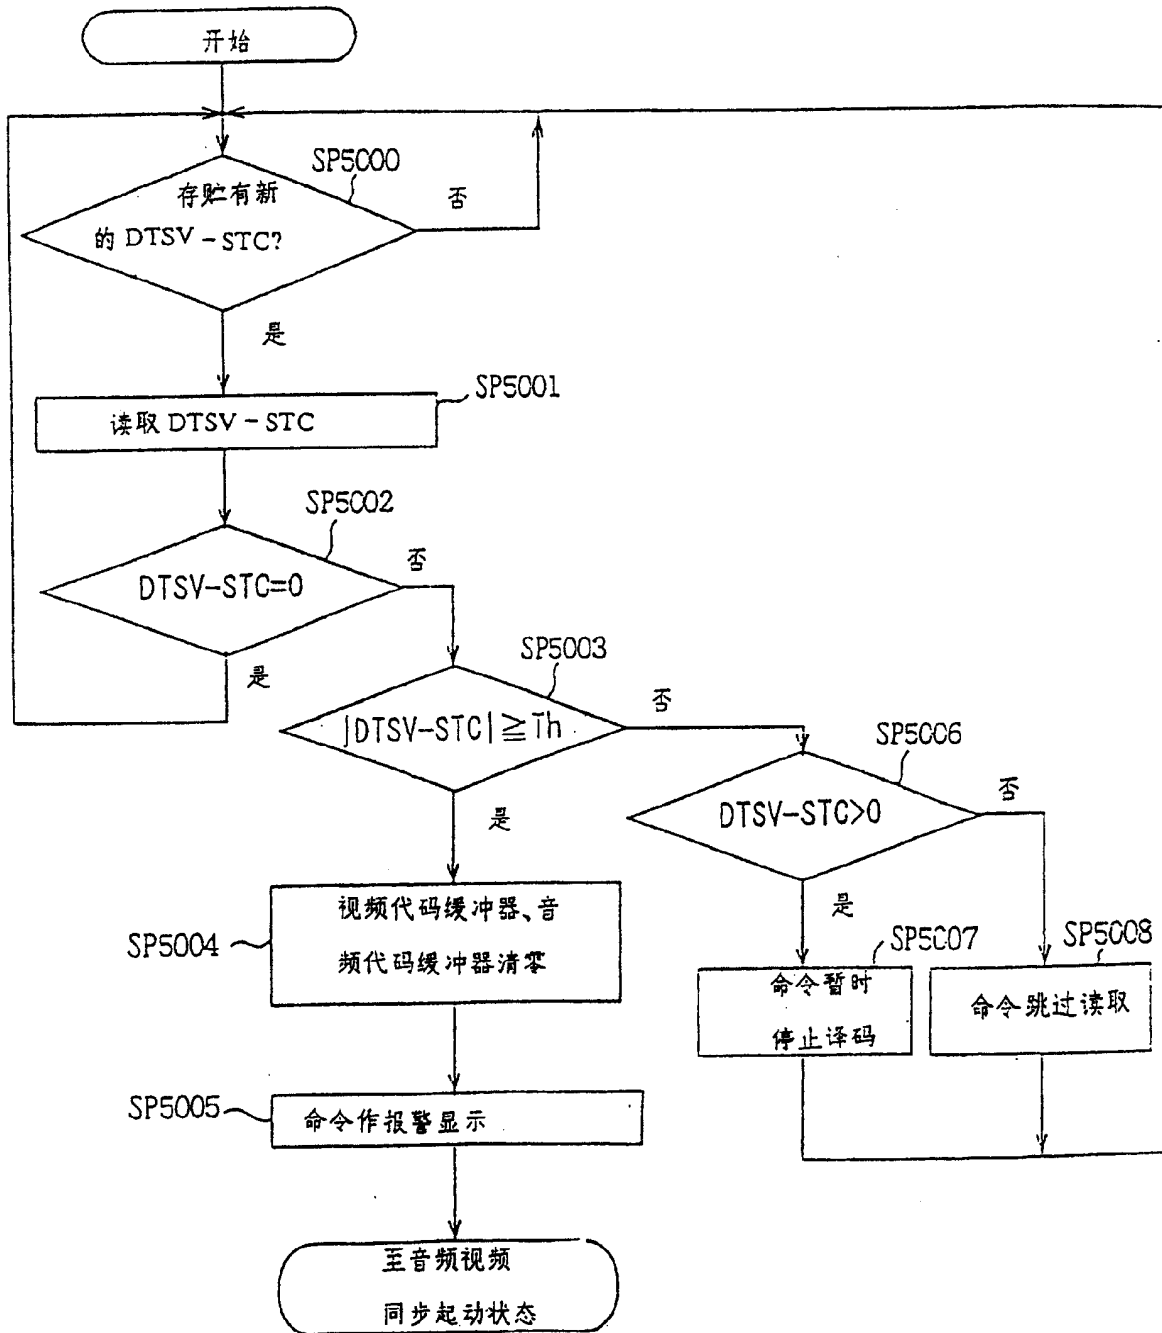 开始
SP5000
存贮有新
的 DTSV-STC?
否
是
SP5001
读取 DTSV-STC
SP5002
DTSV-STC=0
否
是
SP5003
|DTSV-STC|≧Th
否
是
SP5006
DTSV-STC>0
否
是
SP5004
视频代码缓冲器、音
频代码缓冲器清零
SP5007
命令暂时
停止译码
SP5008
命令跳过读取
SP5005
命令作报警显示
至音频视频
同步起动状态